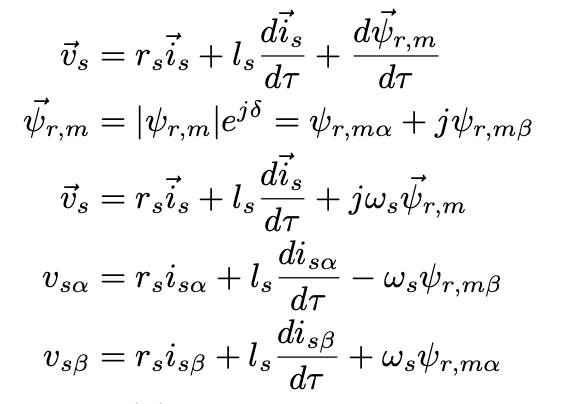 $\vec{v}_s = r_s \vec{i}_s + l_s \frac{d\vec{i}_s}{d\tau} + \frac{d\vec{\psi}_{r,m}}{d\tau}$
$\vec{\psi}_{r,m} = |\psi_{r,m}| e^{j\delta} = \psi_{r,m\alpha} + j\psi_{r,m\beta}$
$\vec{v}_s = r_s \vec{i}_s + l_s \frac{d\vec{i}_s}{d\tau} + j\omega_s \vec{\psi}_{r,m}$
$v_{s\alpha} = r_s i_{s\alpha} + l_s \frac{di_{s\alpha}}{d\tau} - \omega_s \psi_{r,m\beta}$
$v_{s\beta} = r_s i_{s\beta} + l_s \frac{di_{s\beta}}{d\tau} + \omega_s \psi_{r,m\alpha}$